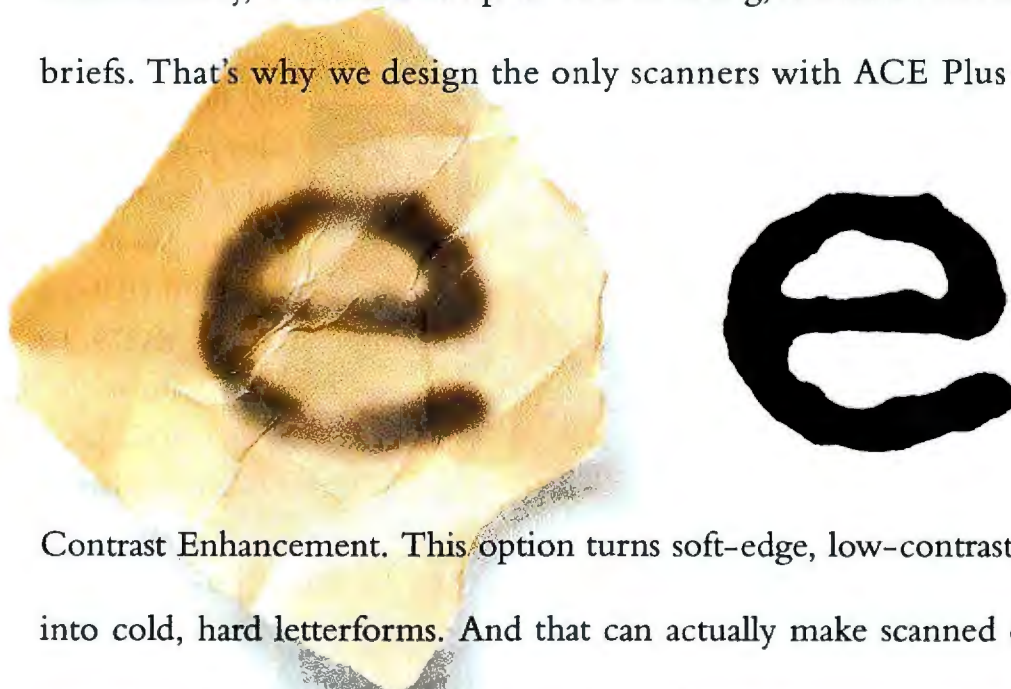 briefs. That's why we design the only scanners with ACE Plus
e e
Contrast Enhancement. This option turns soft-edge, low-contrast
into cold, hard letterforms. And that can actually make scanned